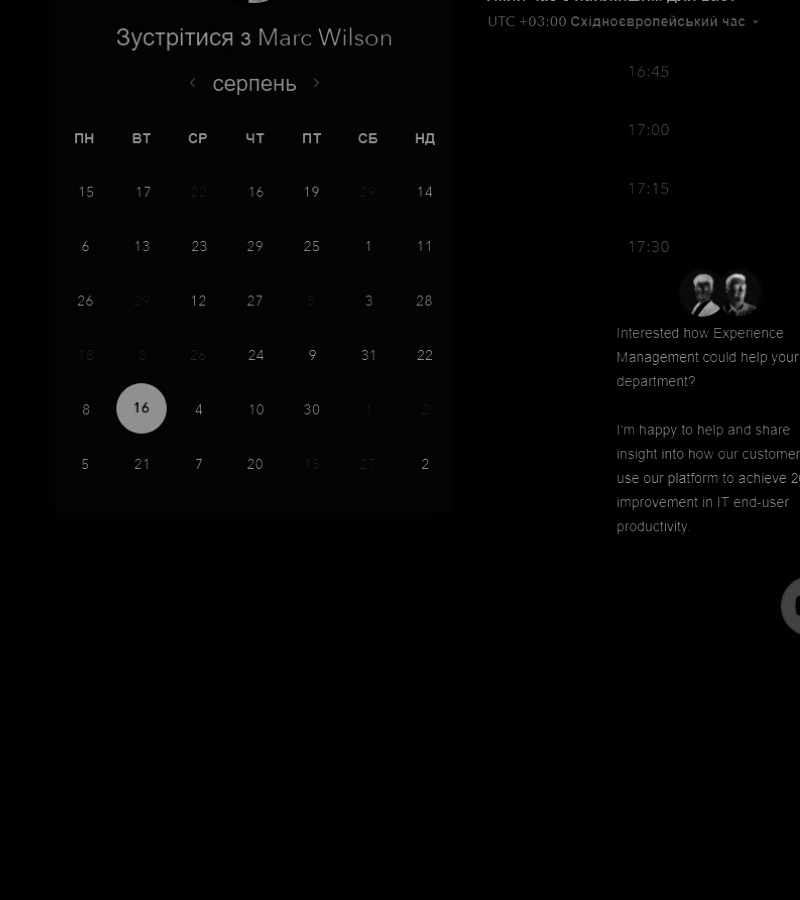 Зустрітися з Marc Wilson
серпень
ПН ВТ СР ЧТ ПТ СБ НД
15 17 22 16 19 29 14
6 13 23 29 25 1 11
26 29 12 27 5 3 28
18 8 26 24 9 31 22
8 16 4 10 30 1 2
5 21 7 20 15 27 2
UTC +03:00 Східноєвропейський час
16:45
17:00
17:15
17:30
Interested how Experience
Management could help your
department?
I'm happy to help and share
insight into how our customer
use our platform to achieve
improvement in IT end-user
productivity.